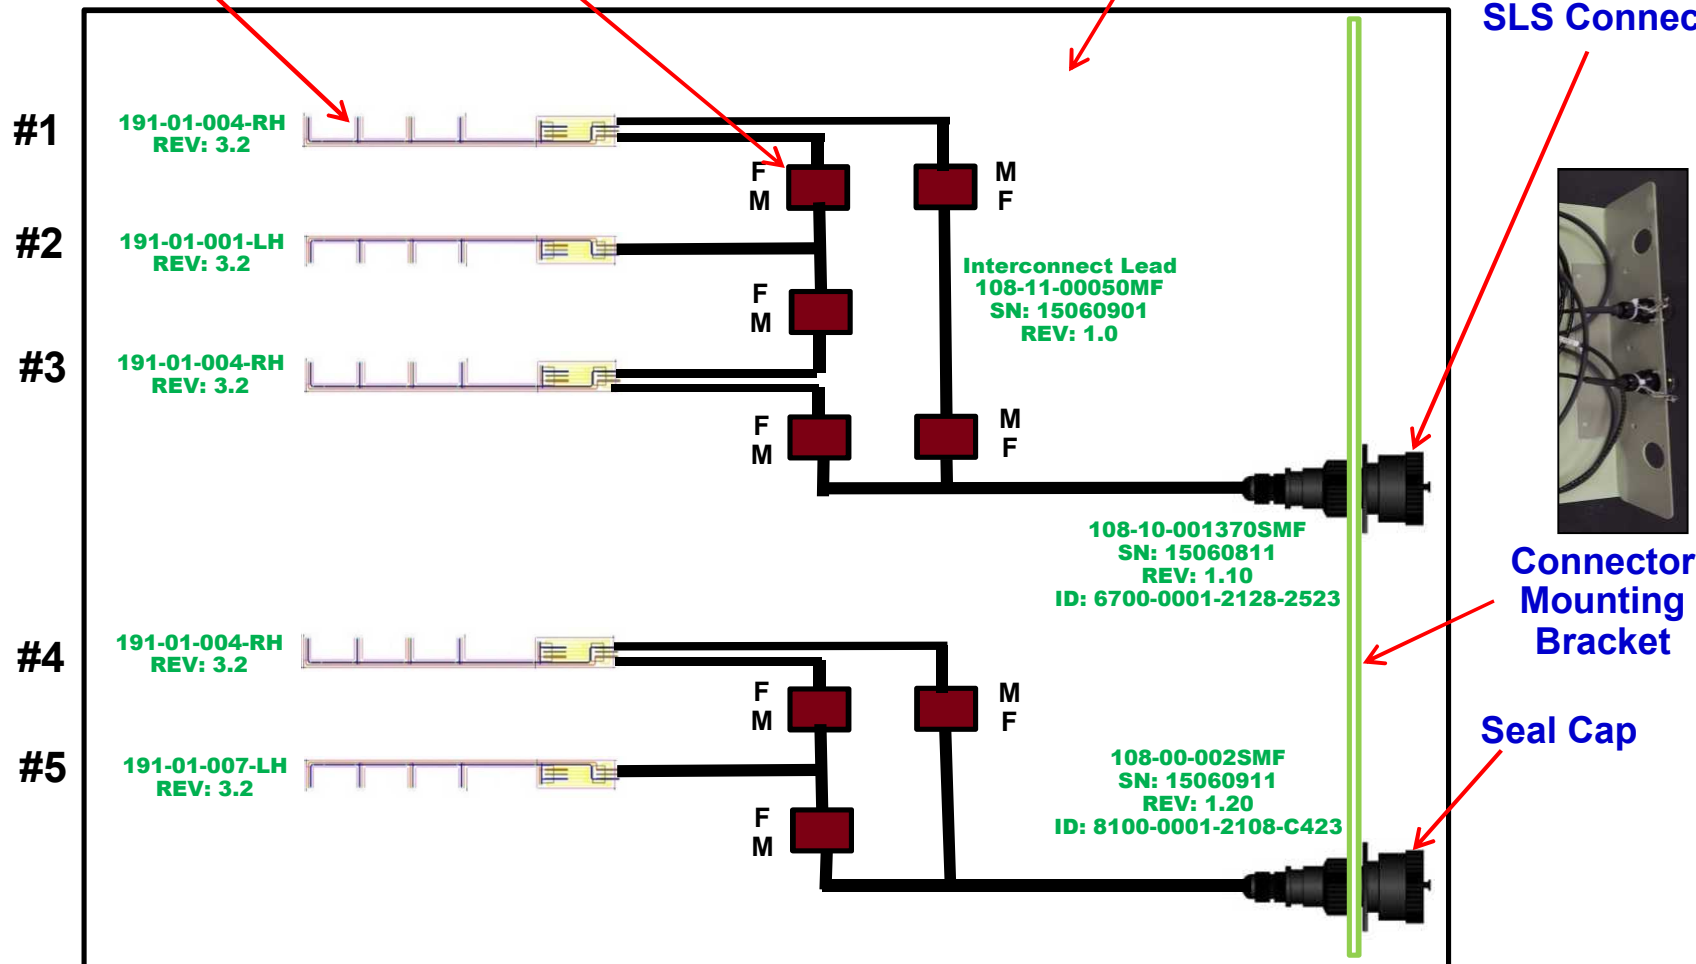 SLS Connec
#1
191-01-004-RH
REV: 3.2
F
M
M
F
#2
191-01-001-LH
REV: 3.2
Interconnect Lead
108-11-00050MF
SN: 15060901
REV: 1.0
F
M
#3
191-01-004-RH
REV: 3.2
F
M
M
F
108-10-001370SMF
SN: 15060811
REV: 1.10
ID: 6700-0001-2128-2523
Connector
Mounting
Bracket
#4
191-01-004-RH
REV: 3.2
F
M
M
F
Seal Cap
#5
191-01-007-LH
REV: 3.2
108-00-002SMF
SN: 15060911
REV: 1.20
ID: 8100-0001-2108-C423
F
M